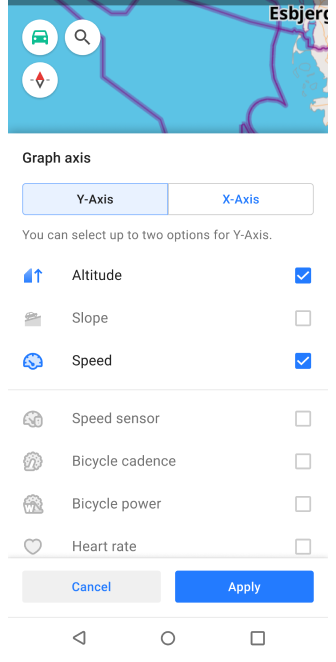 Esbjerg
Graph axis
Y-Axis
X-Axis
You can select up to two options for Y-Axis.
Altitude
Slope
Speed
Speed sensor
Bicycle cadence
Bicycle power
Heart rate
Cancel
Apply